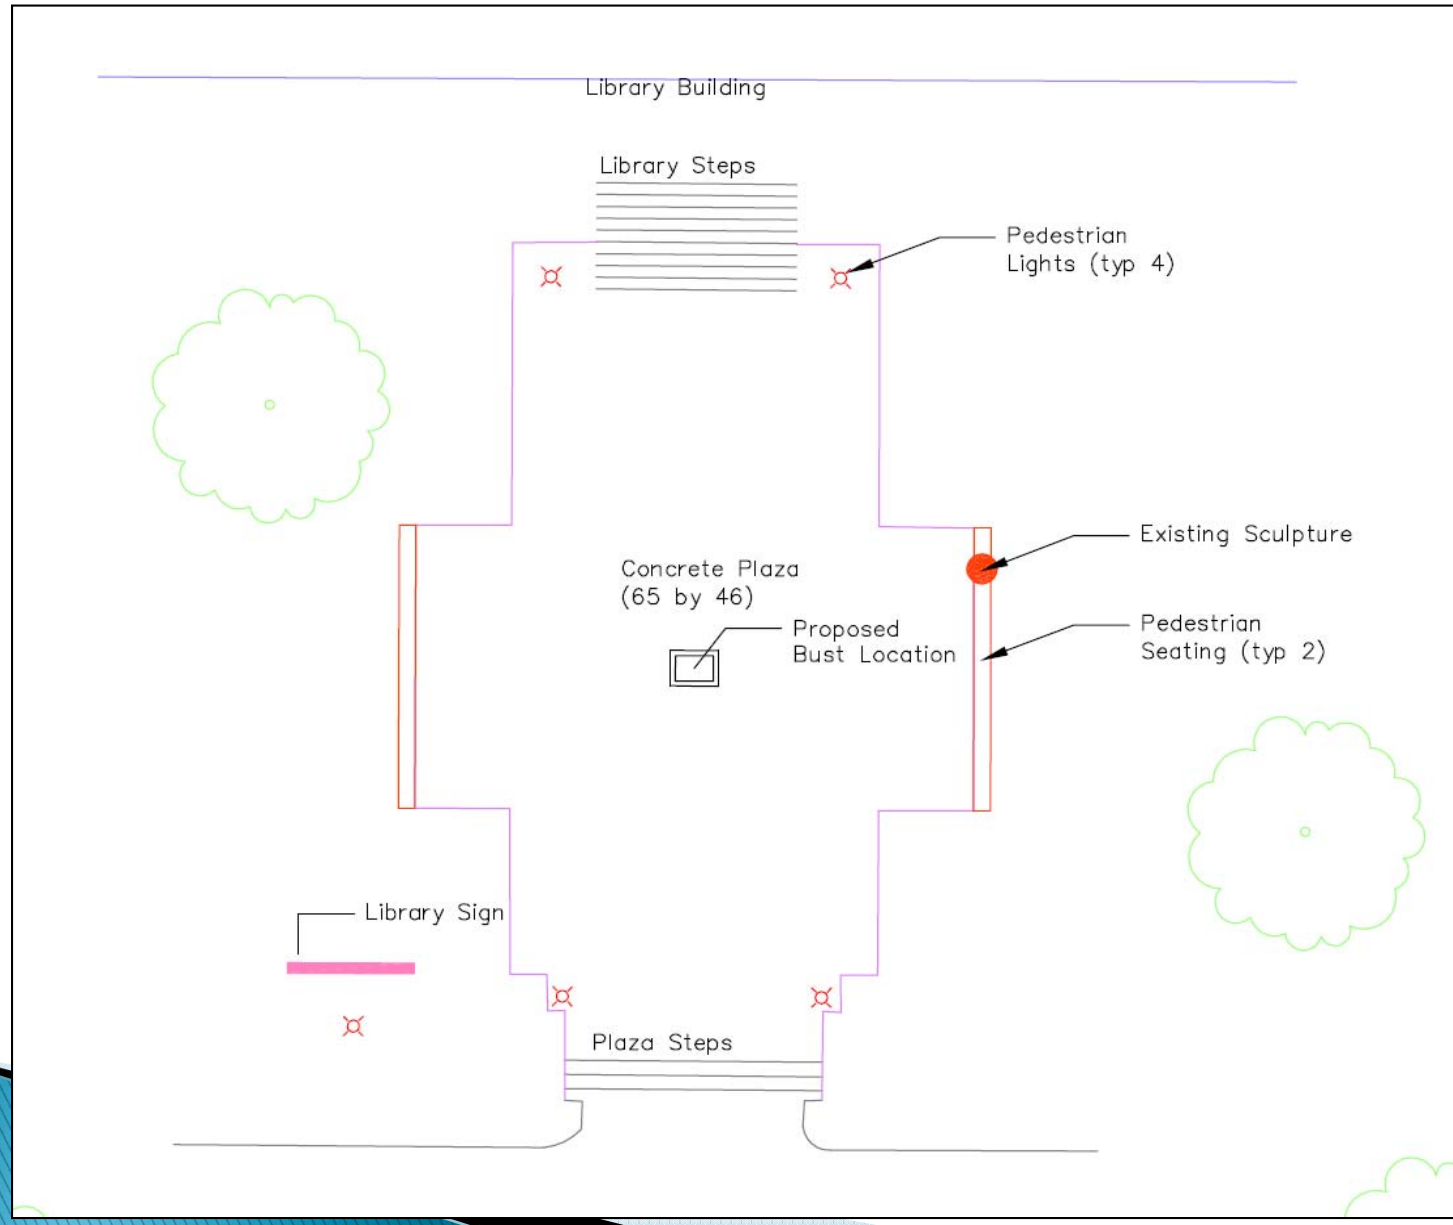 Library Building
Library Steps
Pedestrian
Lights (typ 4)
Existing Sculpture
Concrete Plaza
(65 by 46)
Proposed
Bust Location
Pedestrian
Seating (typ 2)
Library Sign
Plaza Steps